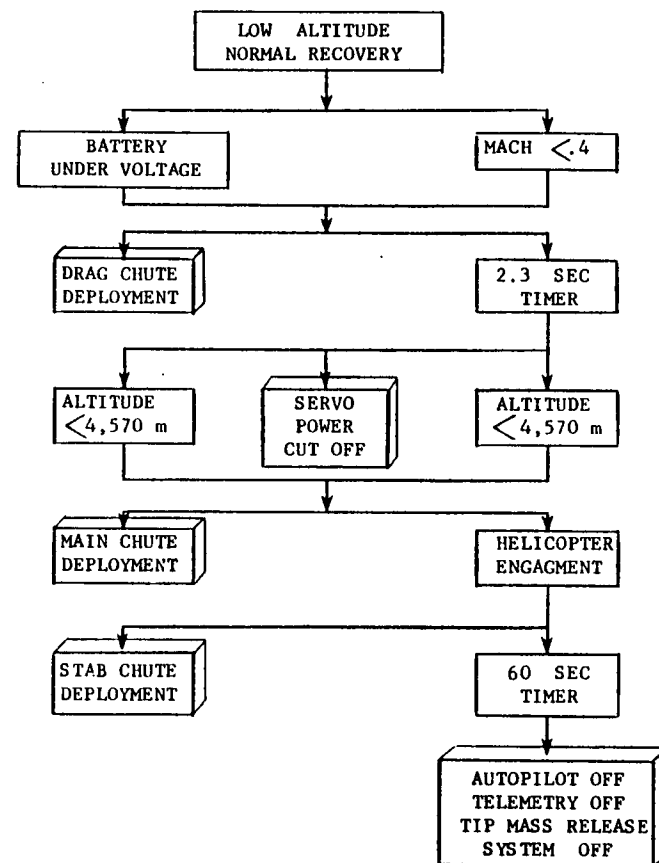 LOW ALTITUDE
NORMAL RECOVERY
BATTERY
UNDER VOLTAGE
MACH <.4
DRAG CHUTE
DEPLOYMENT
2.3 SEC
TIMER
ALTITUDE
<4,570 m
SERVO
POWER
CUT OFF
ALTITUDE
<4,570 m
MAIN CHUTE
DEPLOYMENT
HELICOPTER
ENGAGMENT
STAB CHUTE
DEPLOYMENT
60 SEC
TIMER
AUTOPILOT OFF
TELEMETRY OFF
TIP MASS RELEASE
SYSTEM OFF